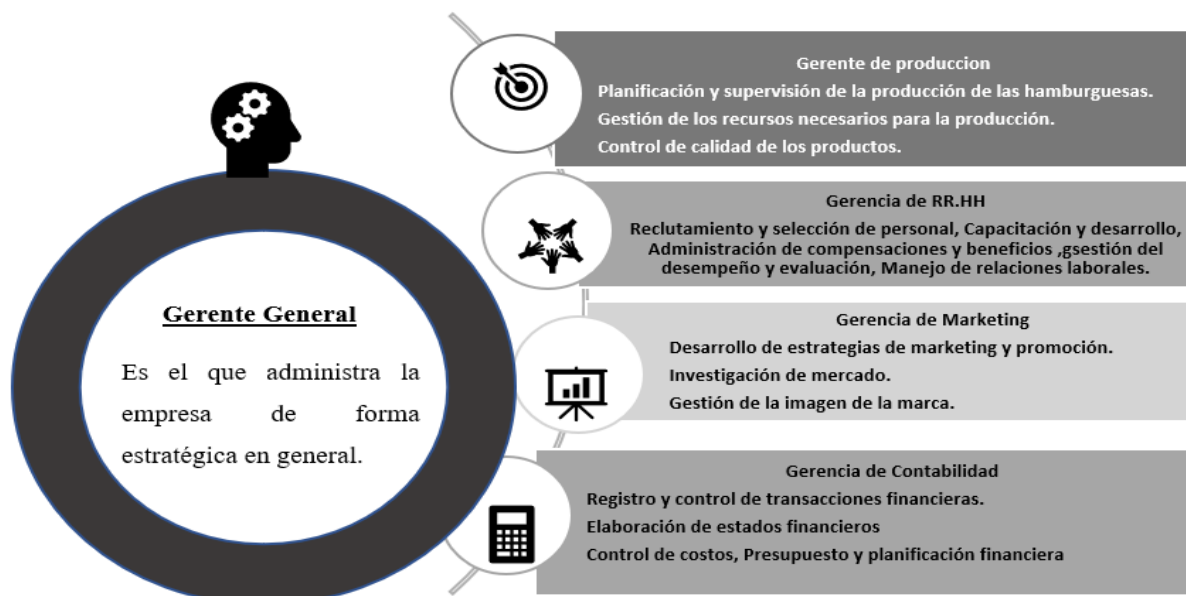 Gerente General
Es el que administra la
empresa de forma
estratégica en general.
Gerente de produccion
Planificación y supervisión de la producción de las hamburguesas.
Gestión de los recursos necesarios para la producción.
Control de calidad de los productos.
Gerencia de RR.HH
Reclutamiento y selección de personal, Capacitación y desarrollo,
Administración de compensaciones y beneficios ,gsestión del
desempeño y evaluación, Manejo de relaciones laborales.
Gerencia de Marketing
Desarrollo de estrategias de marketing y promoción.
Investigación de mercado.
Gestión de la imagen de la marca.
Gerencia de Contabilidad
Registro y control de transacciones financieras.
Elaboración de estados financieros
Control de costos, Presupuesto y planificación financiera